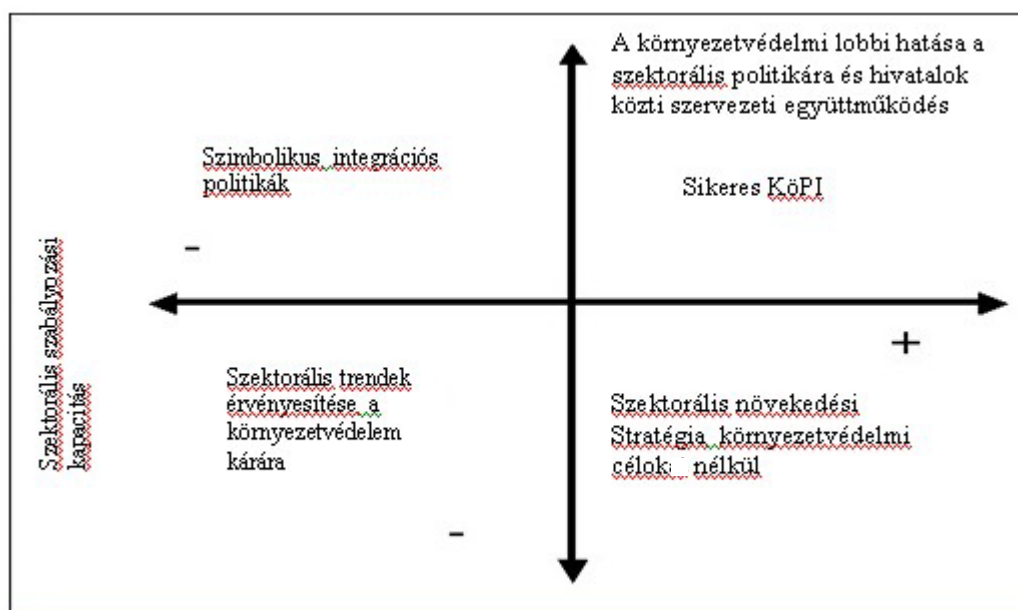 A környezetvédelmi lobbi hatása a
szektorális politikára és hivatalok
közti szervezeti együttműködés
Szimbolikus integrációs
politikák
Sikeres KöPI
-
Szektorális szabályozási
kapacitás
+
Szektorális trendek
érvényesítése a
környezetvédelem
kárára
Szektorális növekedési
Stratégia környezetvédelmi
nélkül
-